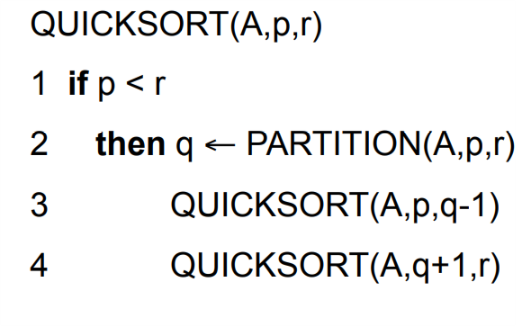 QUICKSORT(A,p,r)
1 if p < r
2 then q ← PARTITION(A,p,r)
3 QUICKSORT(A,p,q-1)
4 QUICKSORT(A,q+1,r)